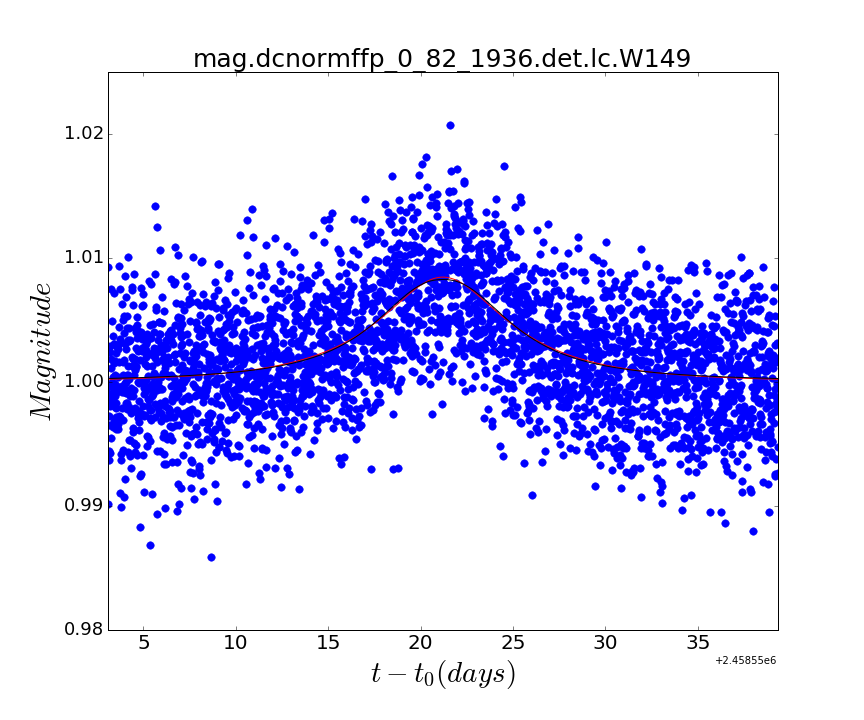 mag.dcnormffp_0_82_1936.det.lc.W149
Magnitude
1.02
1.01
1.00
0.99
0.98
5 10 15 20 25 30 35
+2.45855e6
t − t₀(days)